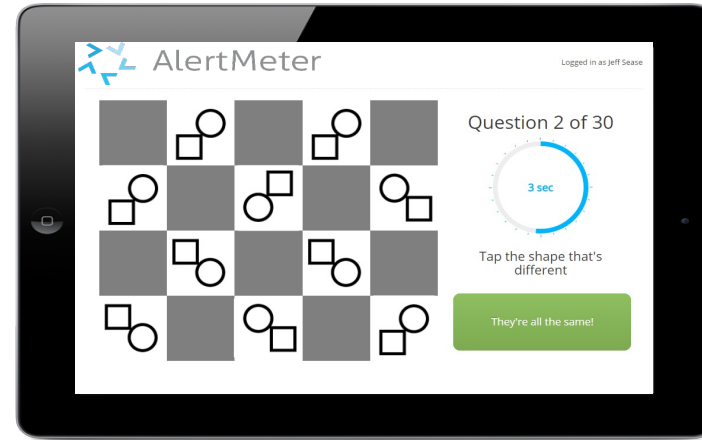 AlertMeter
Logged in as Jeff Sease
Question 2 of 30
3 sec
Tap the shape that's
different
They're all the same!